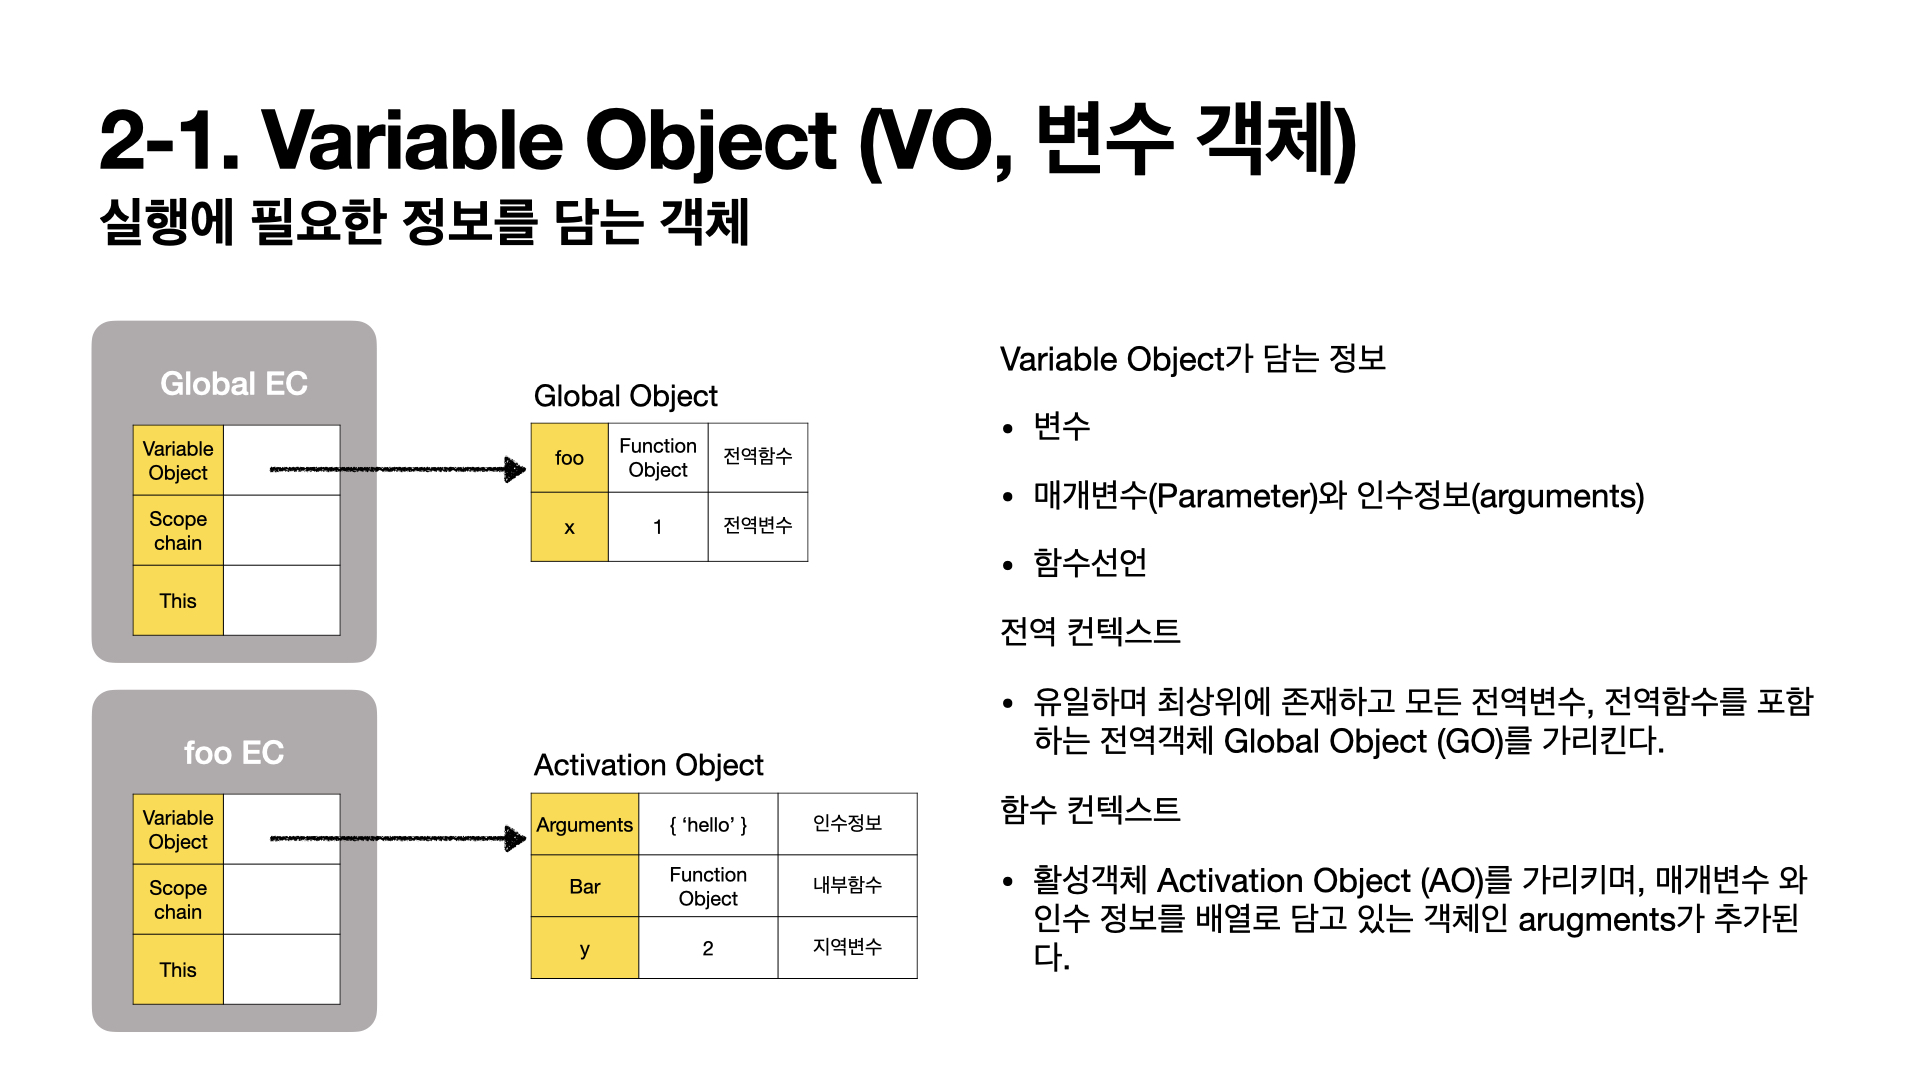 2-1. Variable Object (VO, 변수 객체)
실행에 필요한 정보를 담는 객체
Global EC
Variable
Object
Scope
chain
This
Global Object
foo
Function
Object
전역함수
x
1
전역변수
foo EC
Variable
Object
Scope
chain
This
Activation Object
Arguments
{ ‘hello’ }
인수정보
Bar
Function
Object
내부함수
y
2
지역변수
Variable Object가 담는 정보
• 변수
• 매개변수(Parameter)와 인수정보(arguments)
• 함수선언
전역 컨텍스트
• 유일하며 최상위에 존재하고 모든 전역변수, 전역함수를 포함
하는 전역객체 Global Object (GO)를 가리킨다.
함수 컨텍스트
• 활성객체 Activation Object (AO)를 가리키며, 매개변수 와
인수 정보를 배열로 담고 있는 객체인 arugments가 추가된
다.